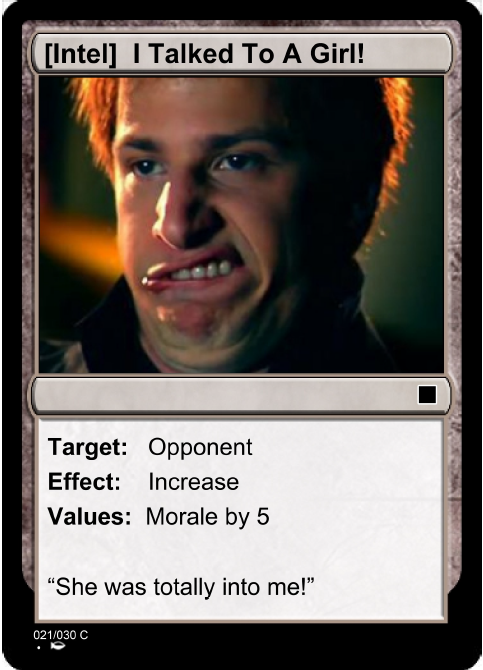 [Intel] I Talked To A Girl!
Target: Opponent
Effect: Increase
Values: Morale by 5
“She was totally into me!”
021/030 C